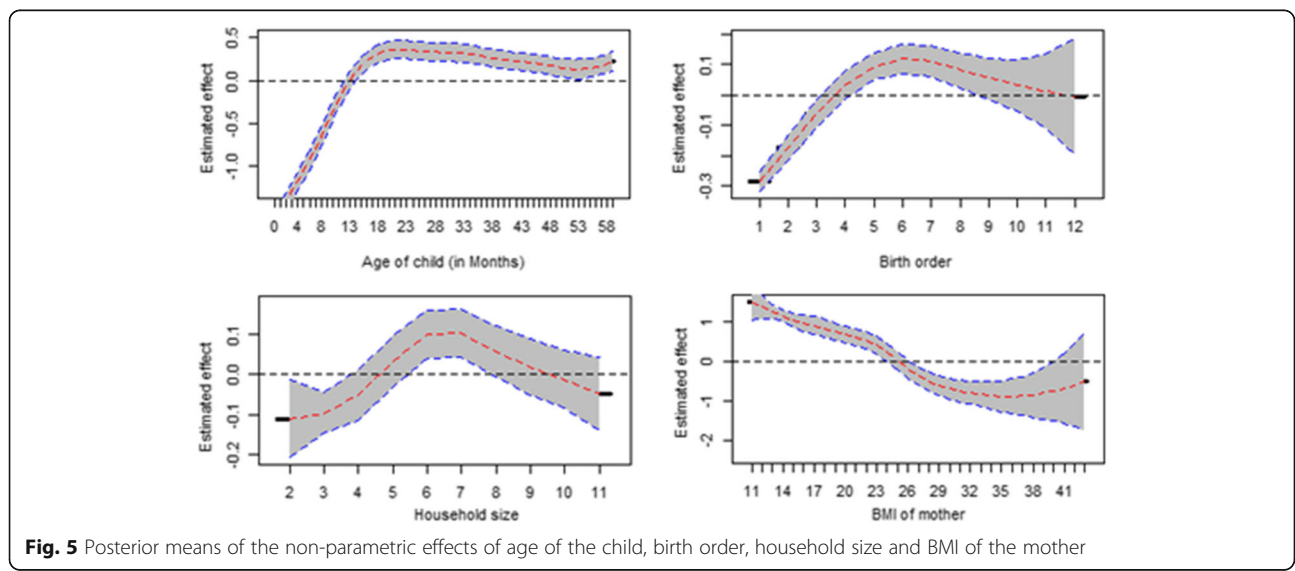 Estimated effect
0.5
0.0
-0.5
-1.0
0 4 8 13 18 23 28 33 38 43 48 53 58
Age of child (in Months)
Estimated effect
0.1
-0.1
-0.3
1 2 3 4 5 6 7 8 9 10 11 12
Birth order
Estimated effect
0.1
0.0
-0.1
-0.2
2 3 4 5 6 7 8 9 10 11
Household size
Estimated effect
1
0
-1
-2
11 14 17 20 23 26 29 32 35 38 41
BMI of mother
Fig. 5 Posterior means of the non-parametric effects of age of the child, birth order, household size and BMI of the mother